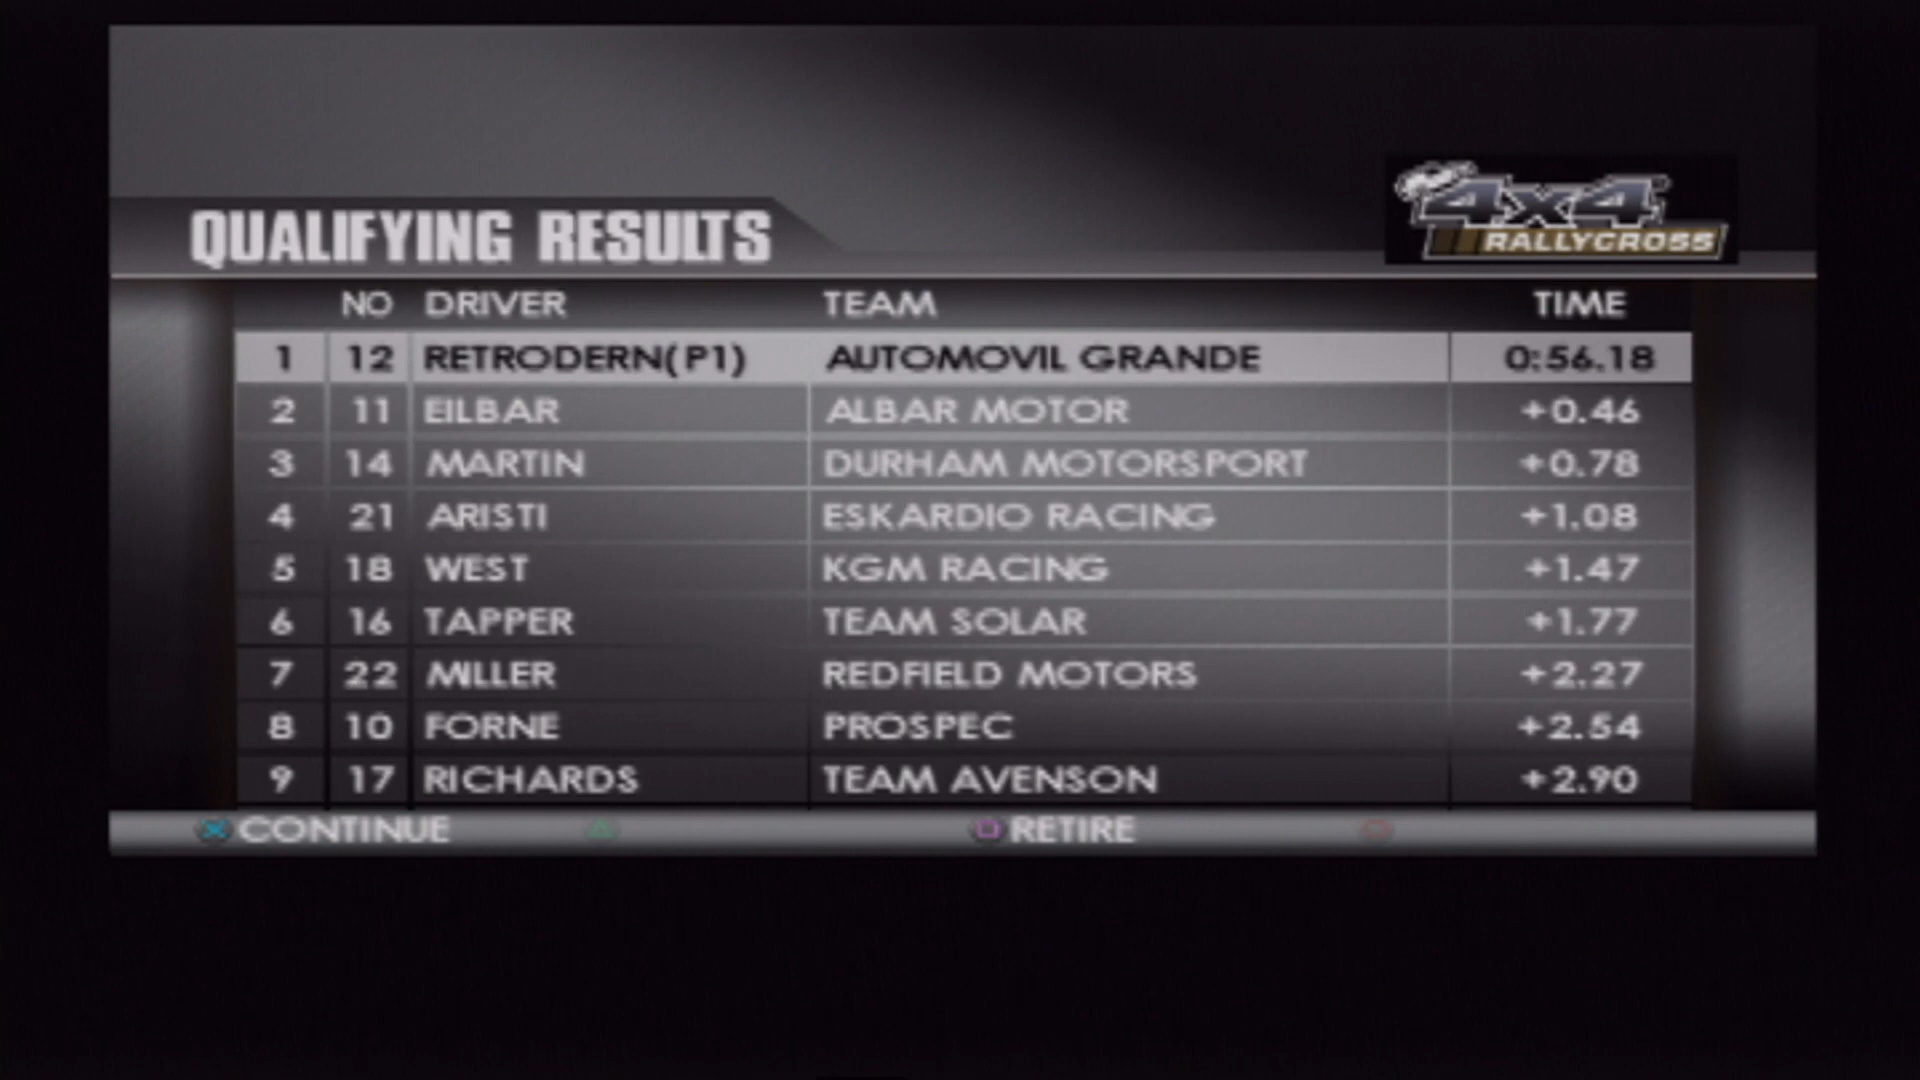 4x4
RALLYCROSS
QUALIFYING RESULTS
NO DRIVER TEAM TIME
1 12 RETRODERN(P1) AUTOMOVIL GRANDE 0:56.18
2 11 EILBAR ALBAR MOTOR +0.46
3 14 MARTIN DURHAM MOTORSPORT +0.78
4 21 ARISTI ESKARDIO RACING +1.08
5 18 WEST KGM RACING +1.47
6 16 TAPPER TEAM SOLAR +1.77
7 22 MILLER REDFIELD MOTORS +2.27
8 10 FORNE PROSPEC +2.54
9 17 RICHARDS TEAM AVENSON +2.90
CONTINUE RETIRE